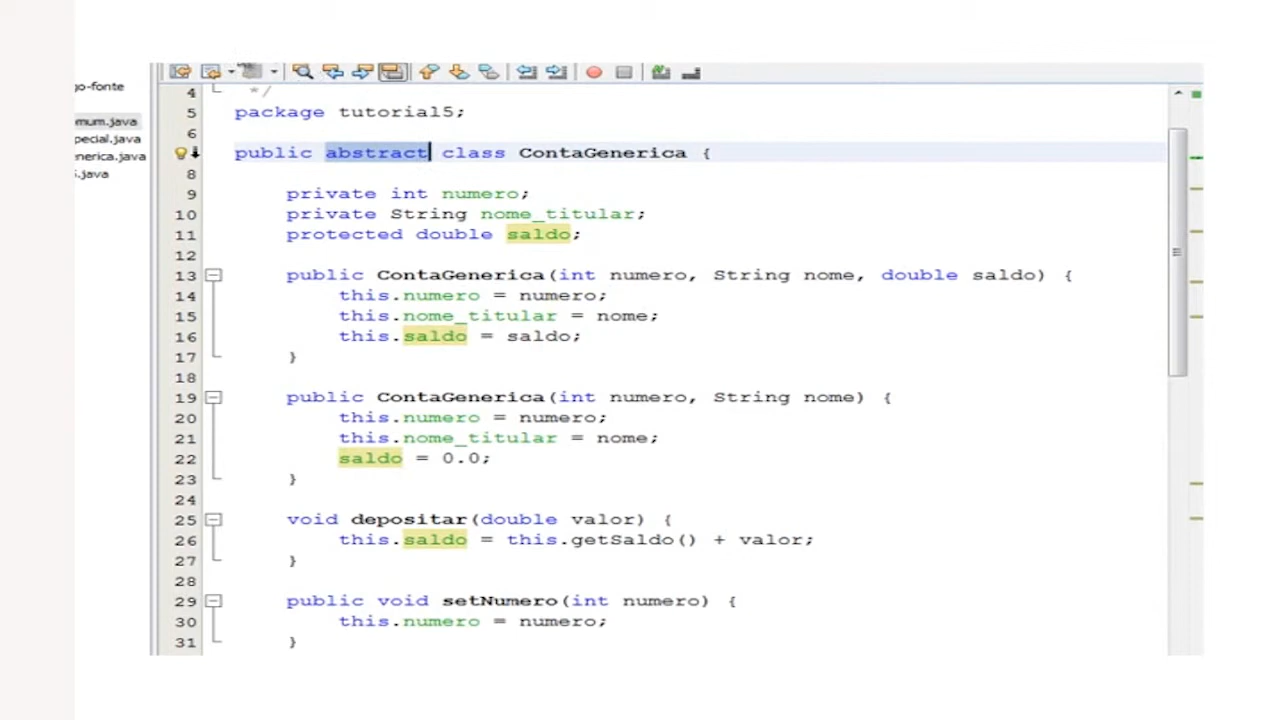 go-fonte
mum.java
pecial.java
nerica.java
5.java
4 */
5 package tutorial5;
6
public abstract class ContaGenerica {
8
9 private int numero;
10 private String nome_titular;
11 protected double saldo;
12
13 public ContaGenerica(int numero, String nome, double saldo) {
14 this.numero = numero;
15 this.nome_titular = nome;
16 this.saldo = saldo;
17 }
18
19 public ContaGenerica(int numero, String nome) {
20 this.numero = numero;
21 this.nome_titular = nome;
22 saldo = 0.0;
23 }
24
25 void depositar(double valor) {
26 this.saldo = this.getSaldo() + valor;
27 }
28
29 public void setNumero(int numero) {
30 this.numero = numero;
31 }